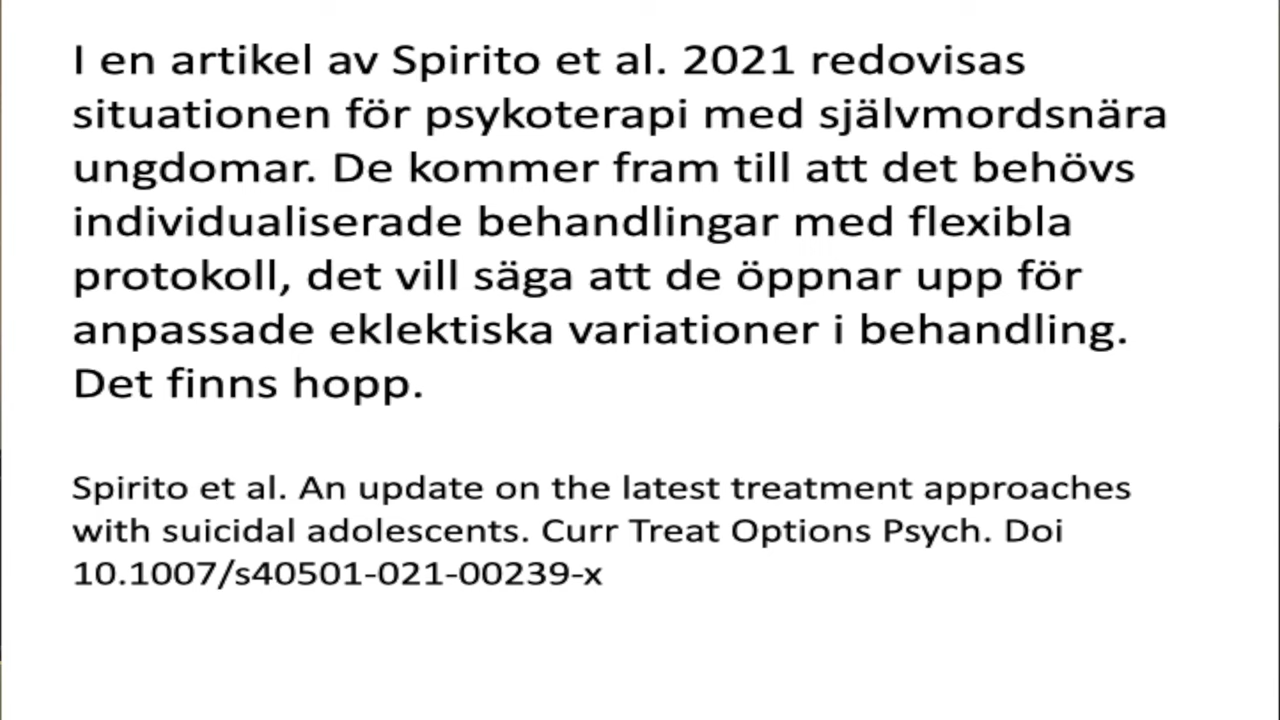 I en artikel av Spirito et al. 2021 redovisas
situationen för psykoterapi med självmordsnära
ungdomar. De kommer fram till att det behövs
individualiserade behandlingar med flexibla
protokoll, det vill säga att de öppnar upp för
anpassade eklektiska variationer i behandling.
Det finns hopp.
Spirito et al. An update on the latest treatment approaches
with suicidal adolescents. Curr Treat Options Psych. Doi
10.1007/s40501-021-00239-x